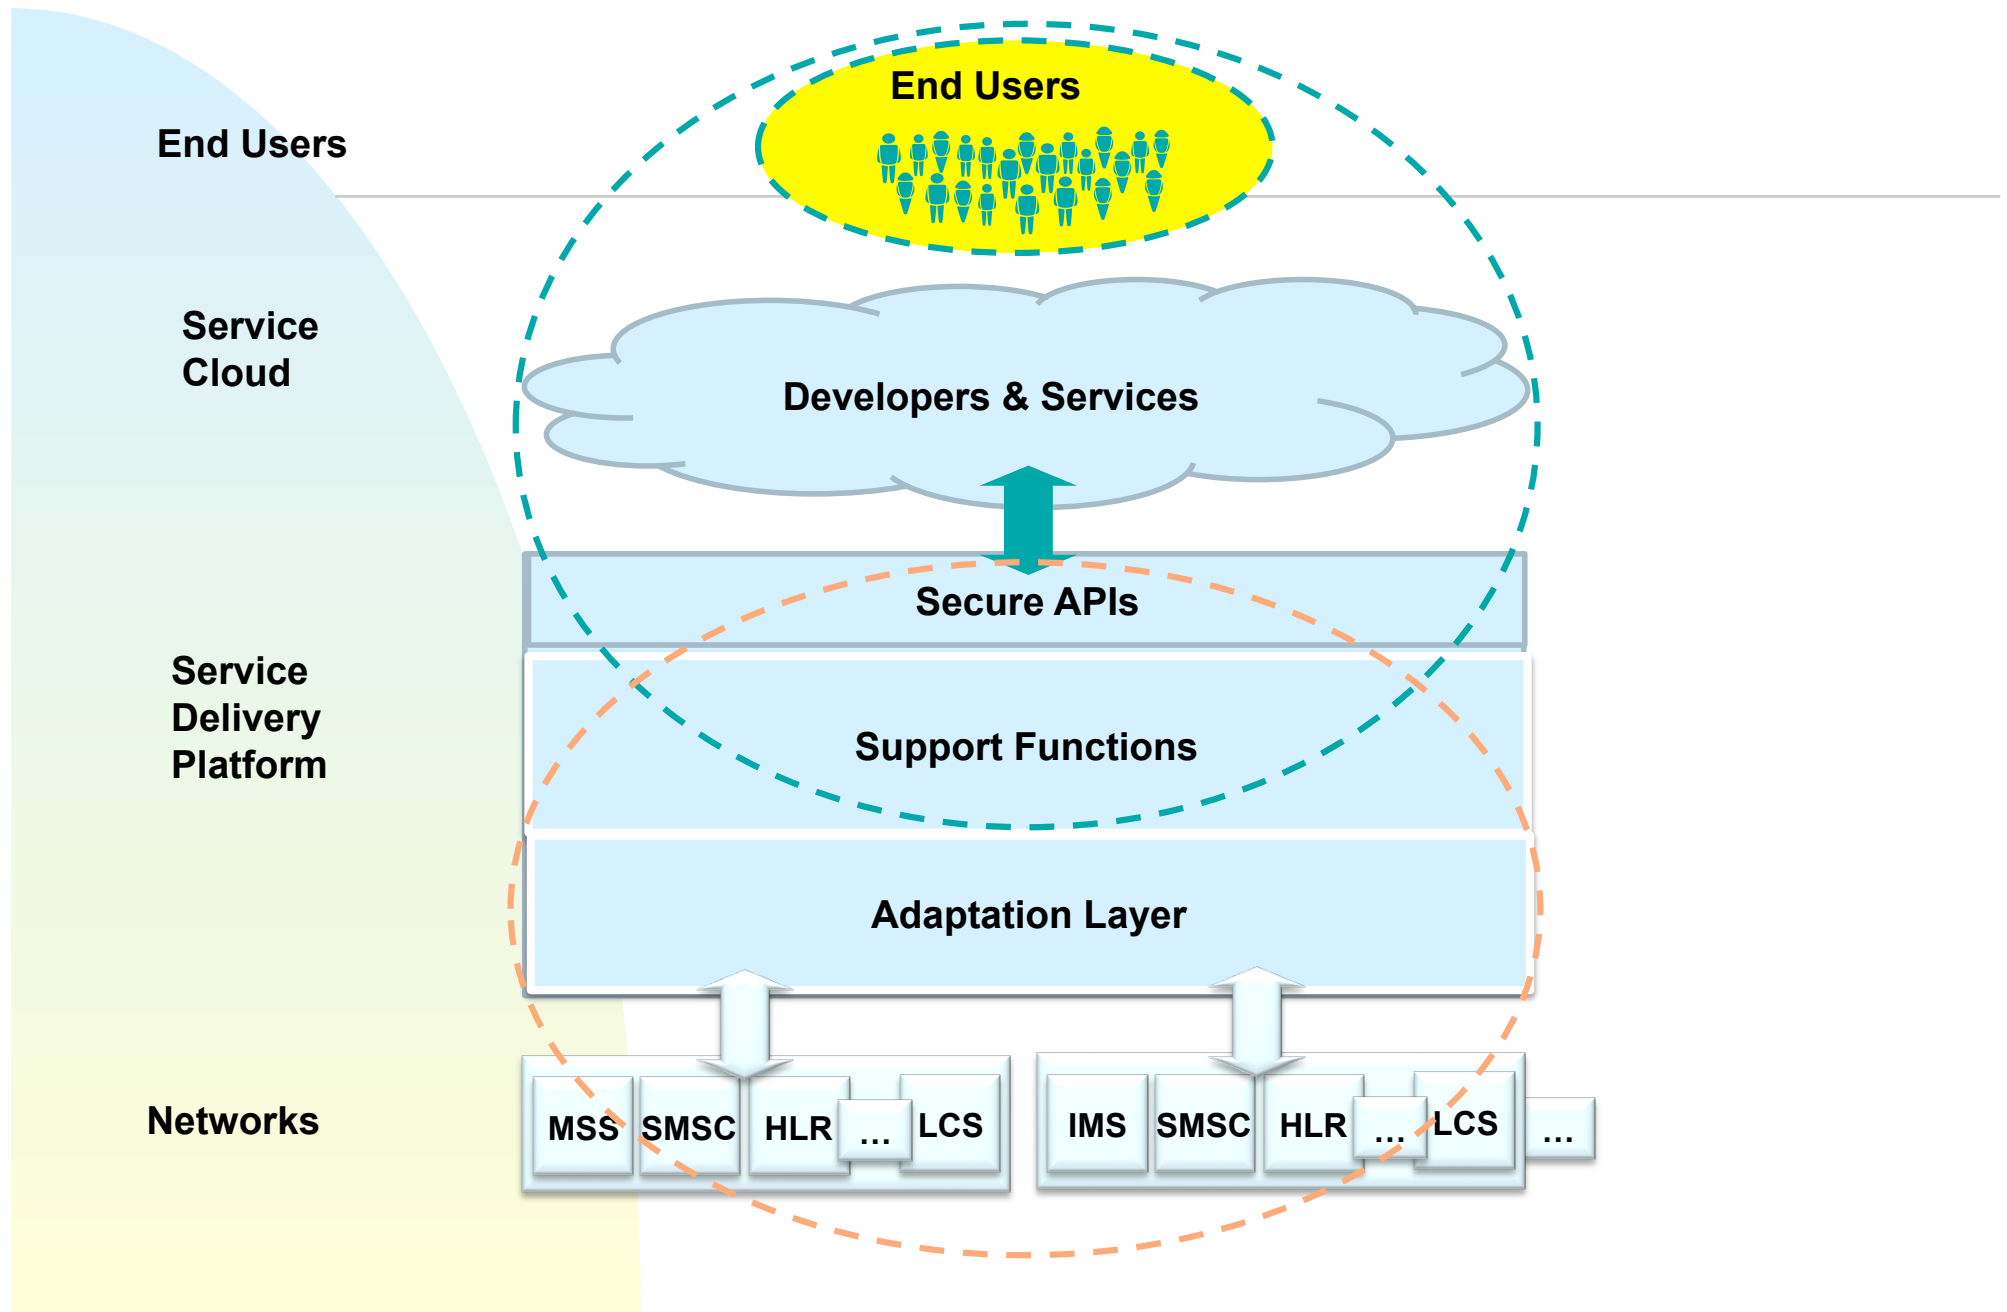 End Users
End Users
Service
Cloud
Developers & Services
Secure APIs
Service
Delivery
Platform
Support Functions
Adaptation Layer
Networks
MSS SMSC HLR ... LCS IMS SMSC HLR ... LCS ...